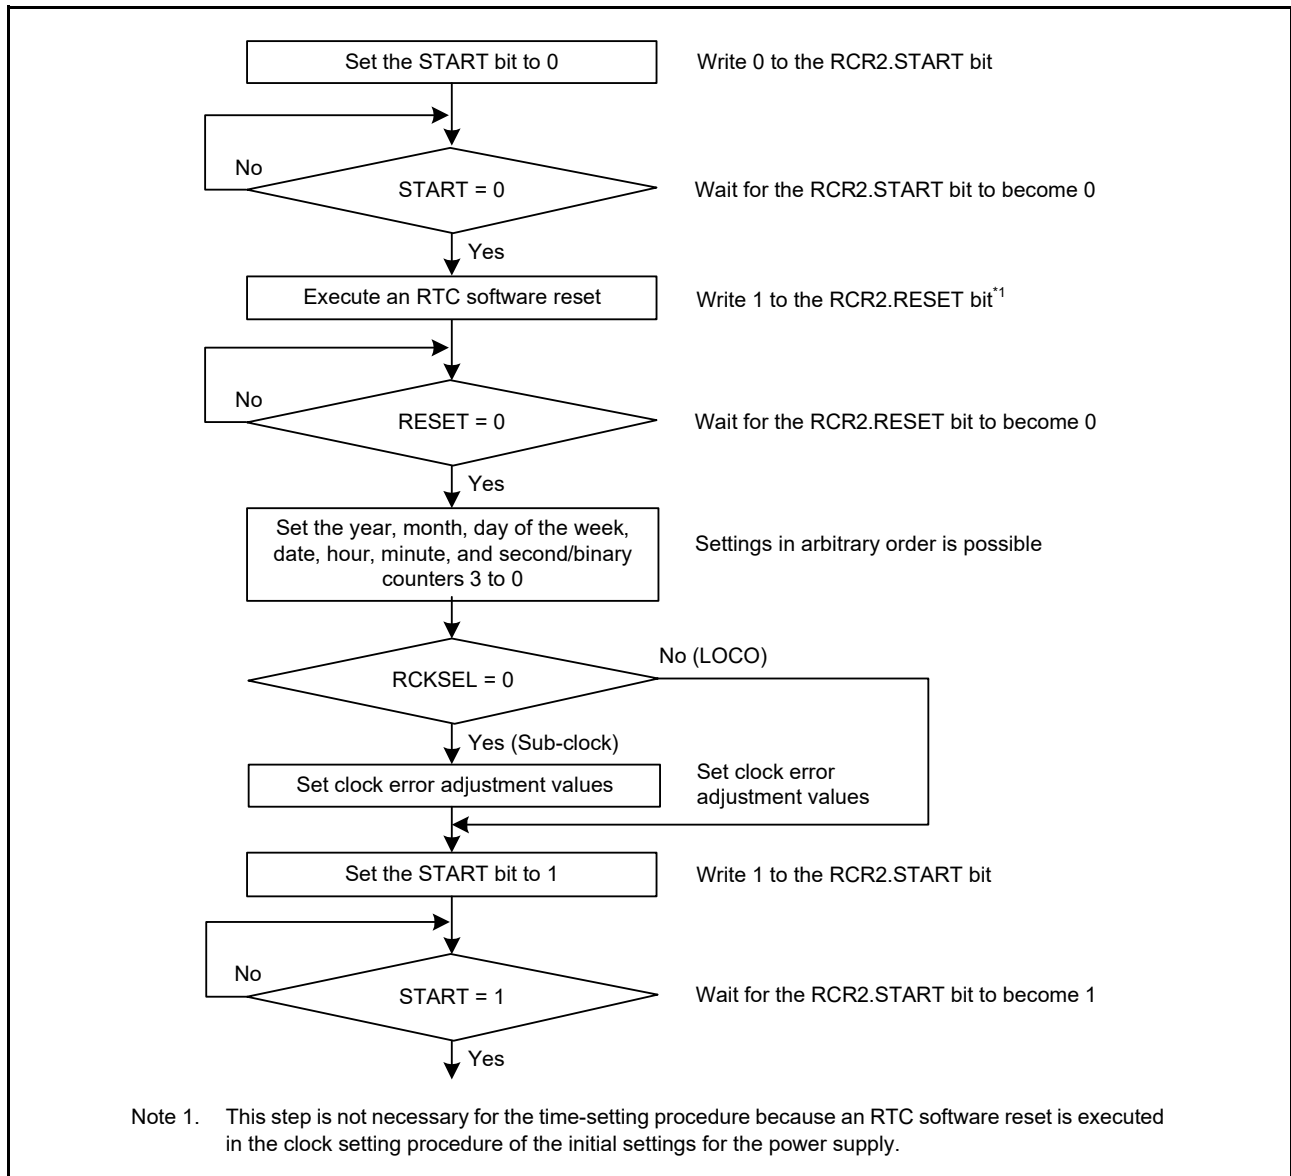 Set the START bit to 0
Write 0 to the RCR2.START bit
No
START = 0
Wait for the RCR2.START bit to become 0
Yes
Execute an RTC software reset
Write 1 to the RCR2.RESET bit*1
No
RESET = 0
Wait for the RCR2.RESET bit to become 0
Yes
Set the year, month, day of the week,
date, hour, minute, and second/binary
counters 3 to 0
Settings in arbitrary order is possible
No (LOCO)
RCKSEL = 0
Yes (Sub-clock)
Set clock error adjustment values
Set clock error
adjustment values
Set the START bit to 1
Write 1 to the RCR2.START bit
No
START = 1
Wait for the RCR2.START bit to become 1
Yes
Note 1. This step is not necessary for the time-setting procedure because an RTC software reset is executed
in the clock setting procedure of the initial settings for the power supply.